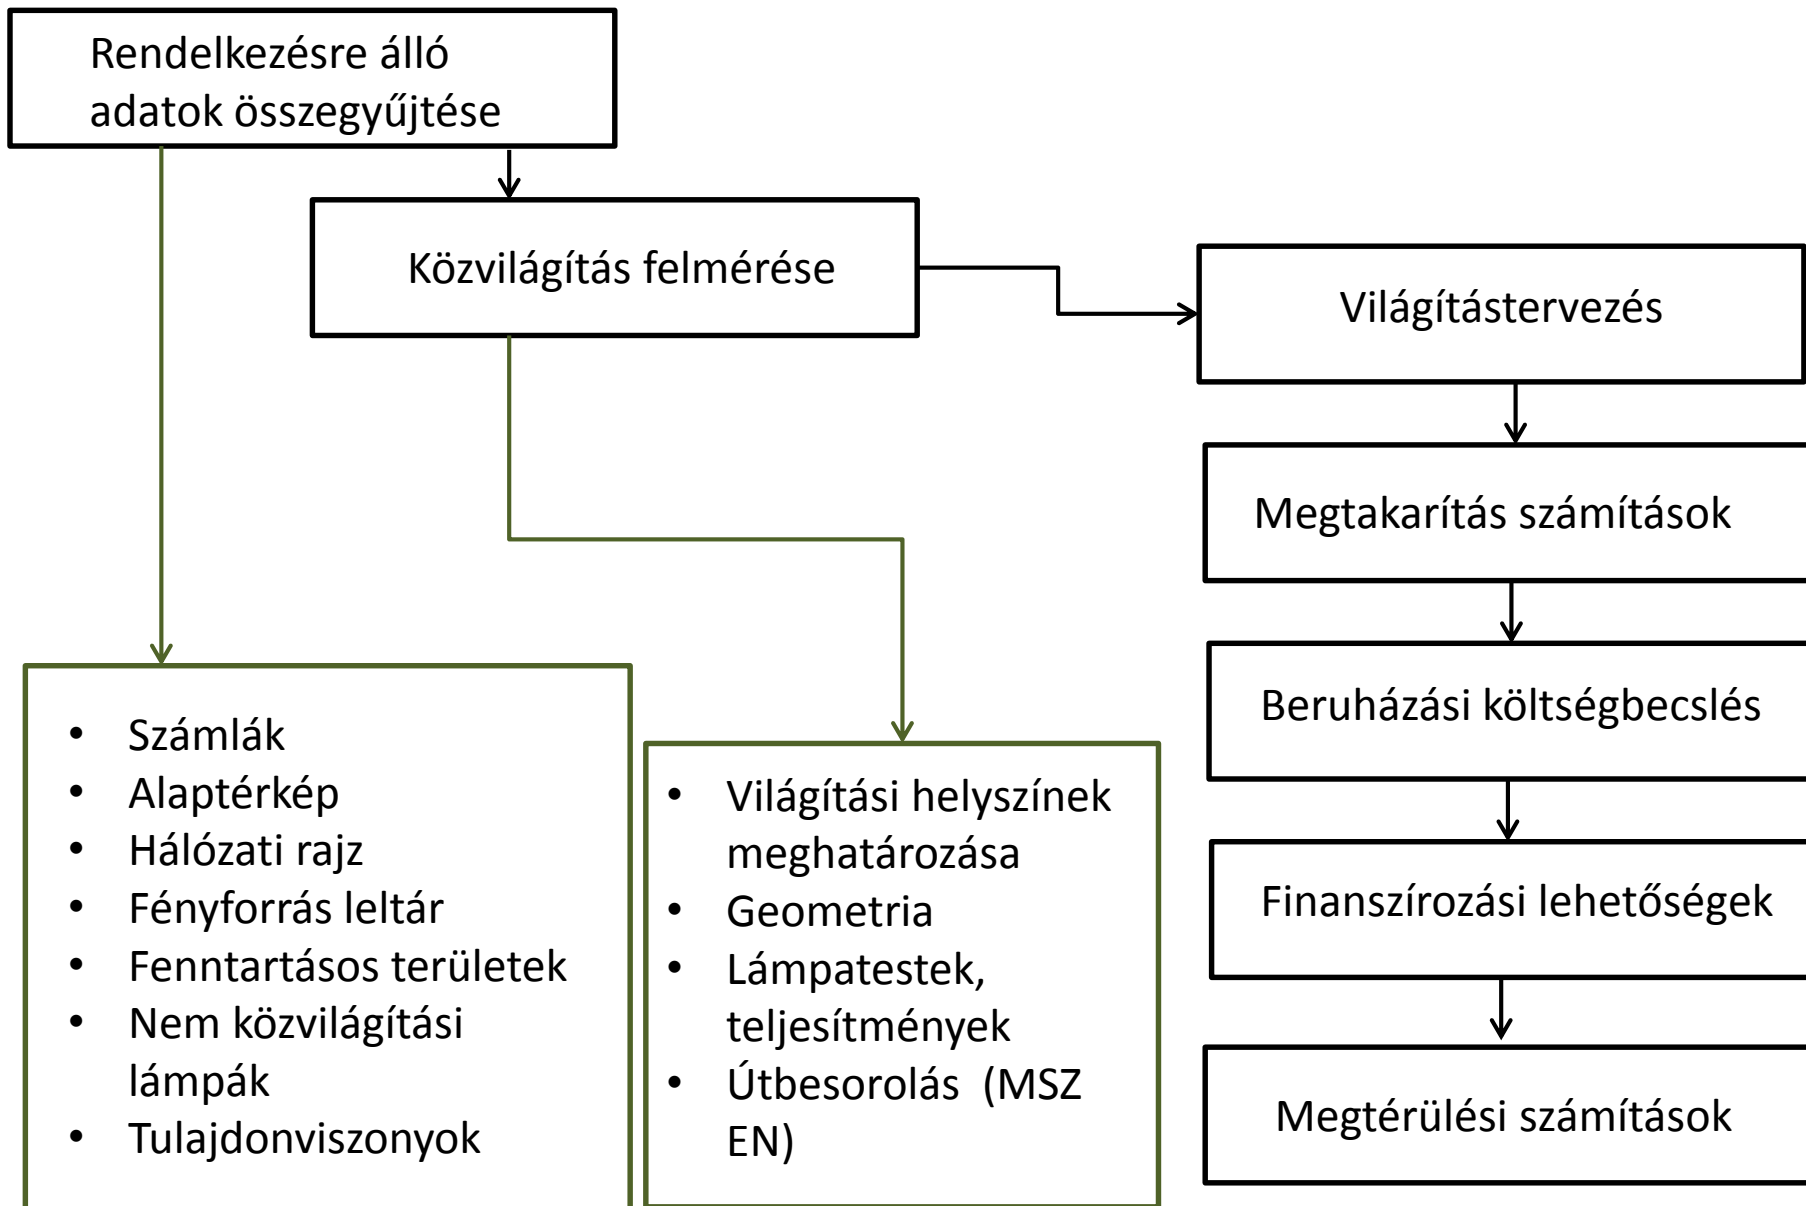 Rendelkezésre álló
adatok összegyűjtése
Közvilágítás felmérése
Világítástervezés
Megtakarítás számítások
Beruházási költségbecslés
Finanszírozási lehetőségek
Megtérülési számítások
• Számlák
• Alaptérkép
• Hálózati rajz
• Fényforrás leltár
• Fenntartásos területek
• Nem közvilágítási
lámpák
• Tulajdonviszonyok
• Világítási helyszínek
meghatározása
• Geometria
• Lámpatestek,
teljesítmények
• Útbesorolás (MSZ
EN)